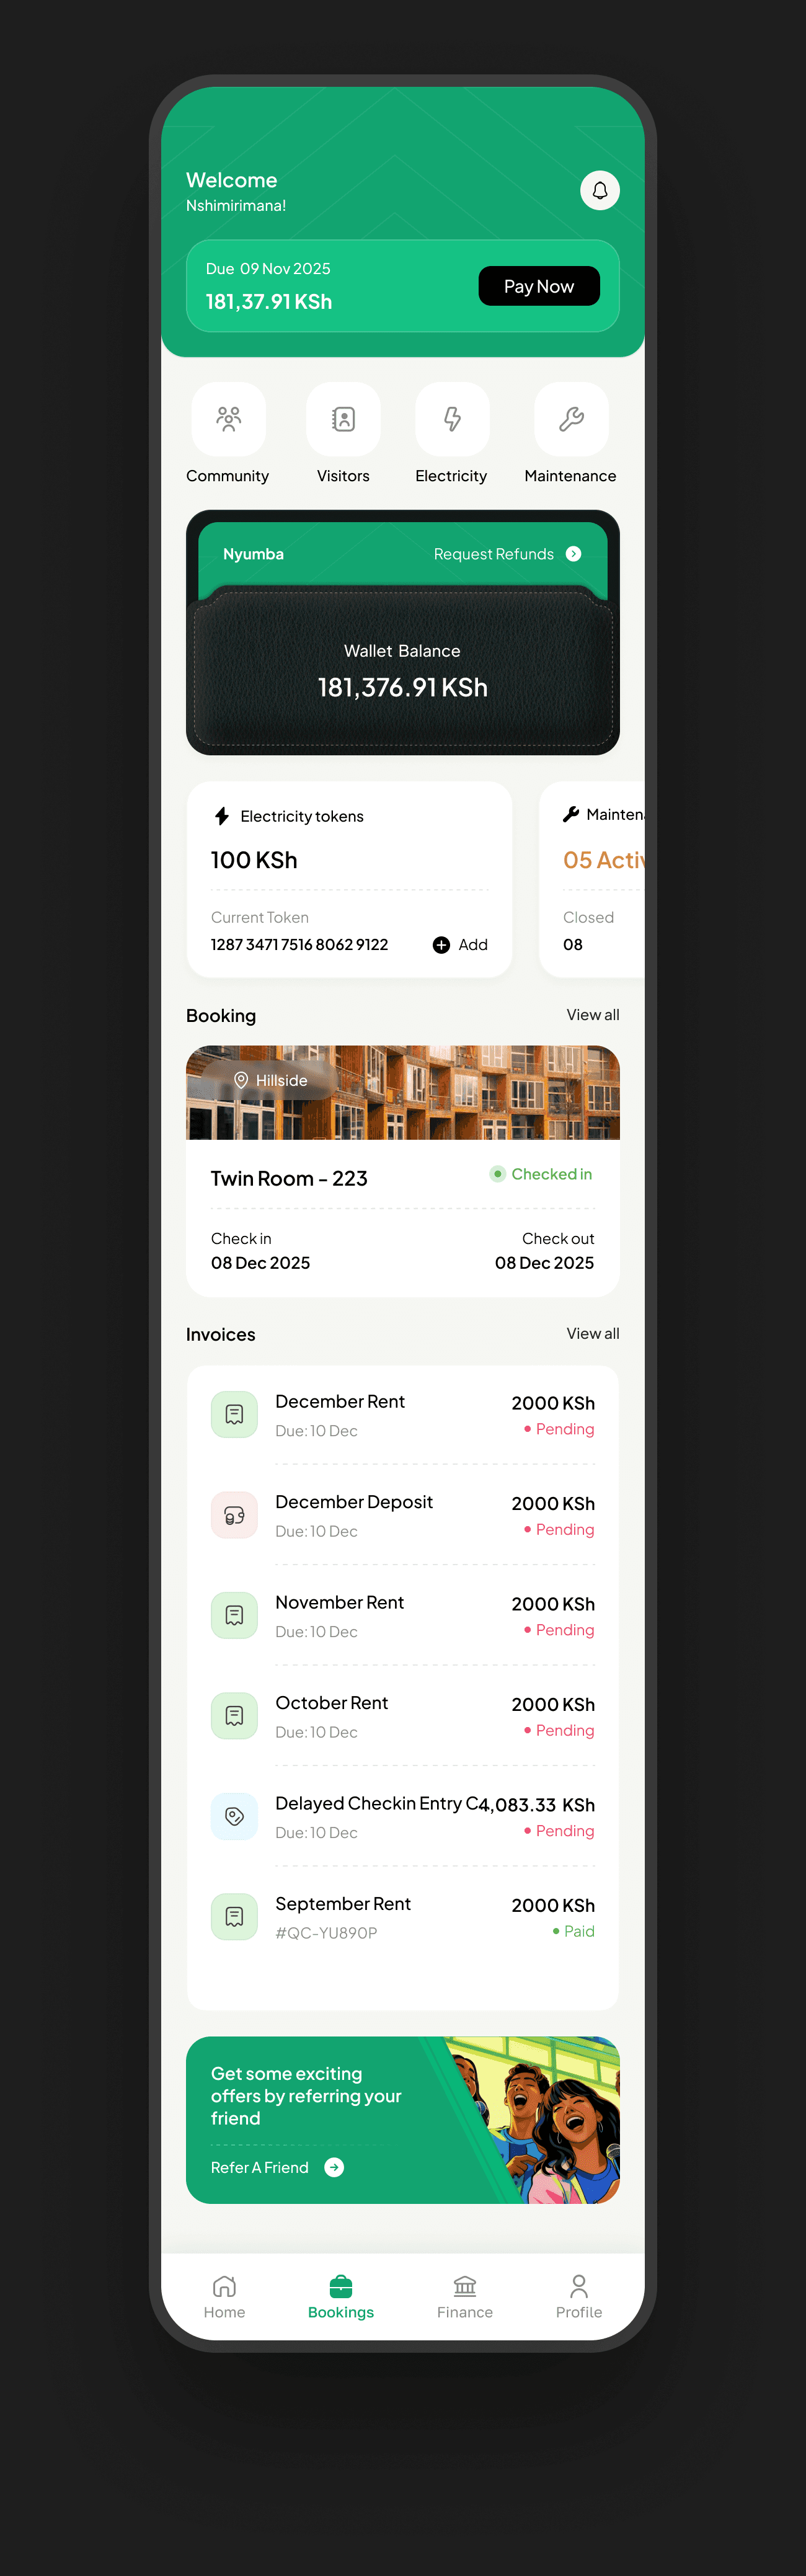 Welcome
Nshimirimana!
Due 09 Nov 2025
181,37.91 KSh
Pay Now
Community
Visitors
Electricity
Maintenance
Nyumba
Request Refunds
Wallet Balance
181,376.91 KSh
Electricity tokens
100 KSh
Current Token
1287 3471 7516 8062 9122
Add
Maintena
05 Activ
Closed
08
Booking
View all
Hillside
Twin Room - 223
Checked in
Check in
08 Dec 2025
Check out
08 Dec 2025
Invoices
View all
December Rent
2000 KSh
Due: 10 Dec
Pending
December Deposit
2000 KSh
Due: 10 Dec
Pending
November Rent
2000 KSh
Due: 10 Dec
Pending
October Rent
2000 KSh
Due: 10 Dec
Pending
Delayed Checkin Entry C
4,083.33 KSh
Due: 10 Dec
Pending
September Rent
2000 KSh
#QC-YU890P
Paid
Get some exciting
offers by referring your
friend
Refer A Friend
Home
Bookings
Finance
Profile